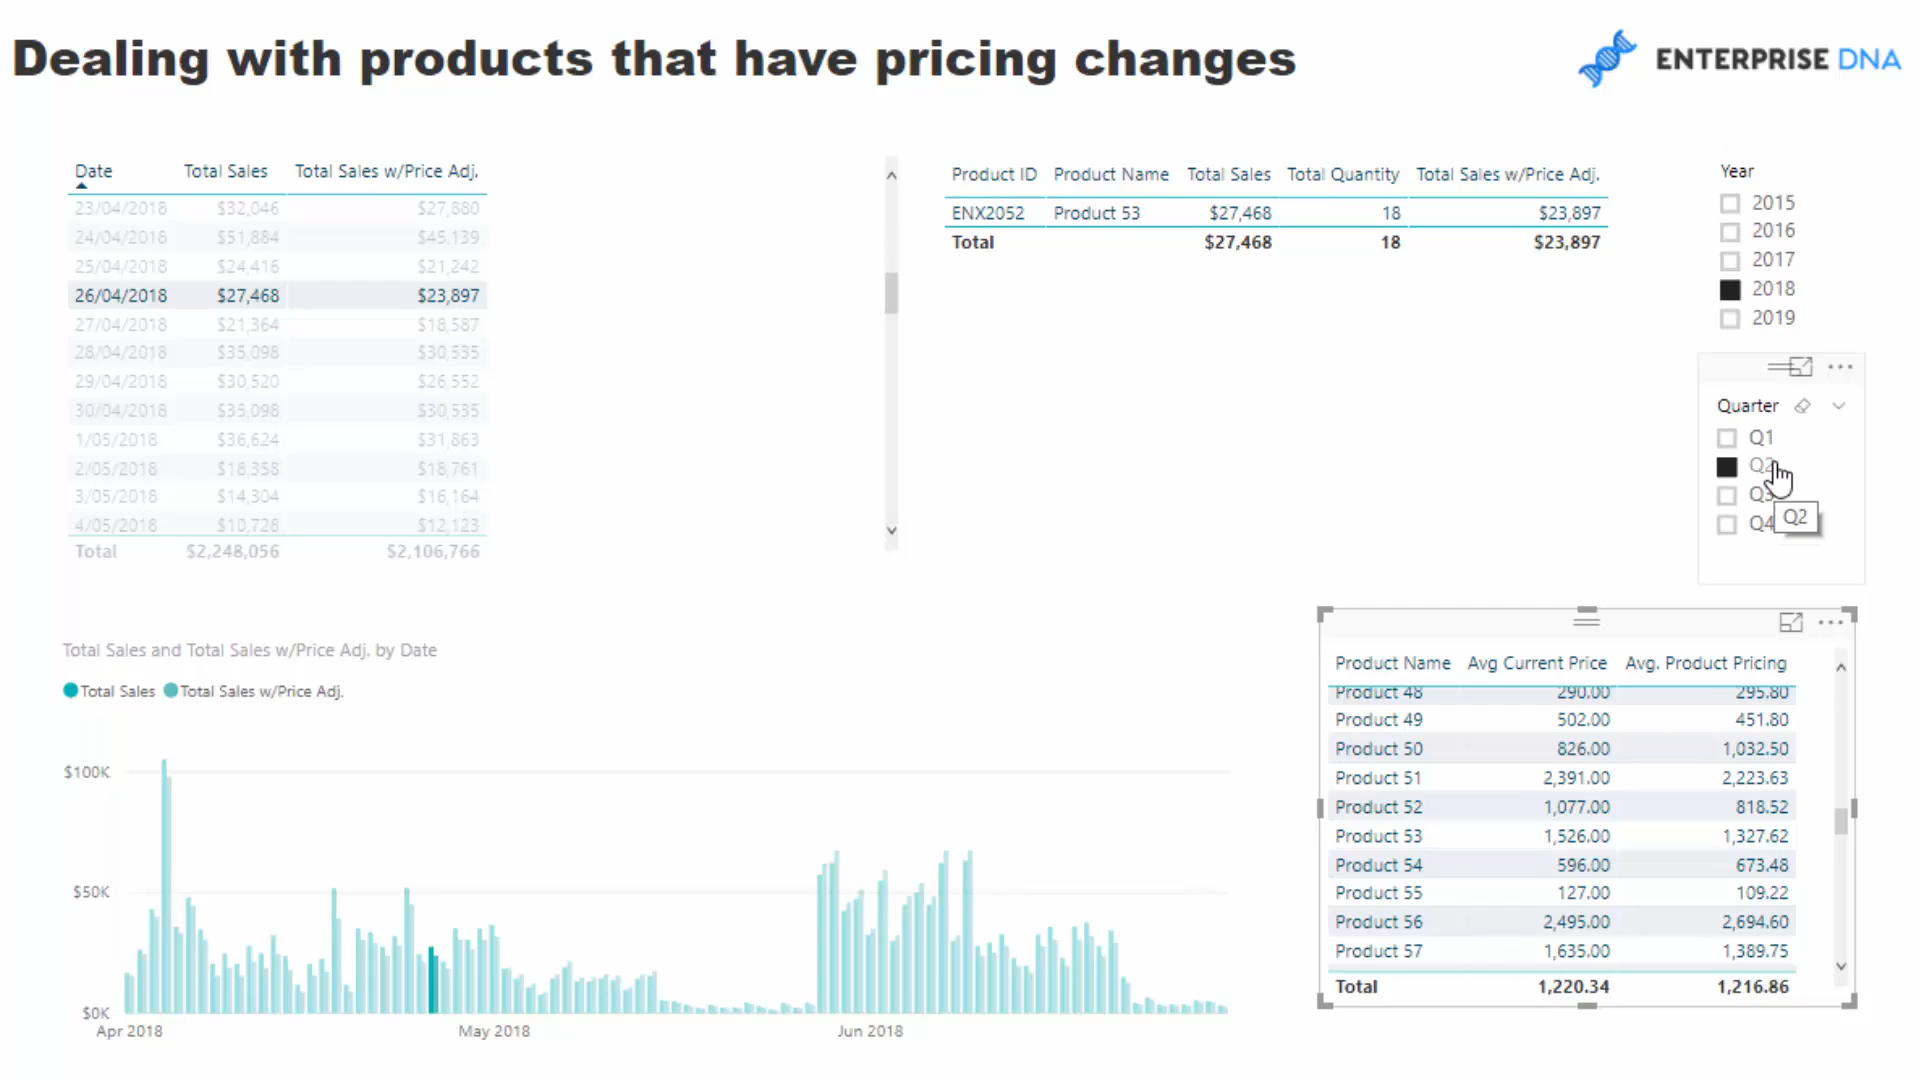 Dealing with products that have pricing changes
ENTERPRISE DNA
Date Total Sales Total Sales w/Price Adj.
23/04/2018 $32,046 $27,880
24/04/2018 $51,884 $45,139
25/04/2018 $24,416 $21,242
26/04/2018 $27,468 $23,897
27/04/2018 $21,364 $18,587
28/04/2018 $35,098 $30,535
29/04/2018 $30,520 $26,552
30/04/2018 $35,098 $30,535
1/05/2018 $36,624 $31,863
2/05/2018 $18,358 $18,761
3/05/2018 $14,304 $16,164
4/05/2018 $10,728 $12,123
Total $2,248,056 $2,106,766
Product ID Product Name Total Sales Total Quantity Total Sales w/Price Adj.
ENX2052 Product 53 $27,468 18 $23,897
Total $27,468 18 $23,897
Year
2015
2016
2017
2018
2019
Quarter
Q1
Q2
Q3
Q4
Q2
Total Sales and Total Sales w/Price Adj. by Date
Total Sales Total Sales w/Price Adj.
$100K
$50K
$0K
Apr 2018 May 2018 Jun 2018
Product Name Avg Current Price Avg. Product Pricing
Product 48 290.00 295.80
Product 49 502.00 451.80
Product 50 826.00 1,032.50
Product 51 2,391.00 2,223.63
Product 52 1,077.00 818.52
Product 53 1,526.00 1,327.62
Product 54 596.00 673.48
Product 55 127.00 109.22
Product 56 2,495.00 2,694.60
Product 57 1,635.00 1,389.75
Total 1,220.34 1,216.86